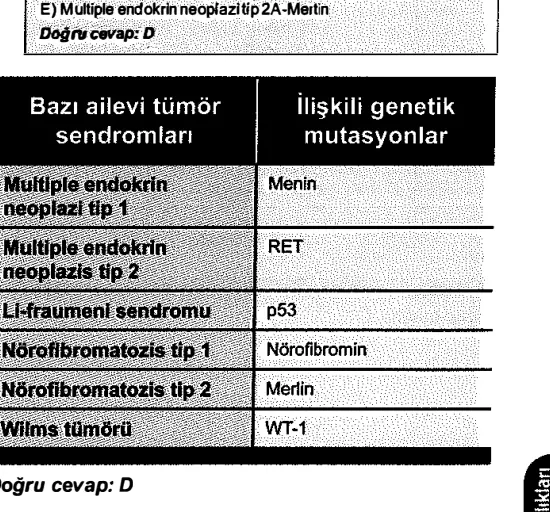 E) Multiple endokrin neoplazi tip 2A-Merlin
Doğru cevap: D
Bazı ailevi tümör sendromları
İlişkili genetik mutasyonlar
Multiple endokrin neoplazi tip 1
Menin
Multiple endokrin neoplazis tip 2
RET
Li-fraumeni sendromu
p53
Nörofibromatozis tip 1
Nörofibromin
Nörofibromatozis tip 2
Merlin
Wilms tümörü
WT-1
oğru cevap: D
lıkları